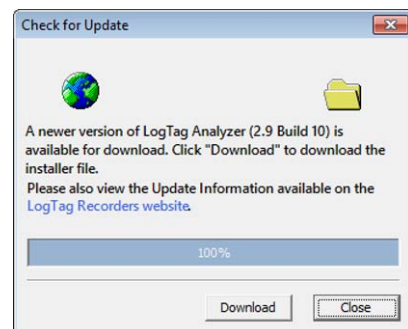 Check for Update
A newer version of LogTag Analyzer (2.9 Build 10) is
available for download. Click "Download" to download the
installer file.
Please also view the Update Information available on the
LogTag Recorders website.
100%
Download Close